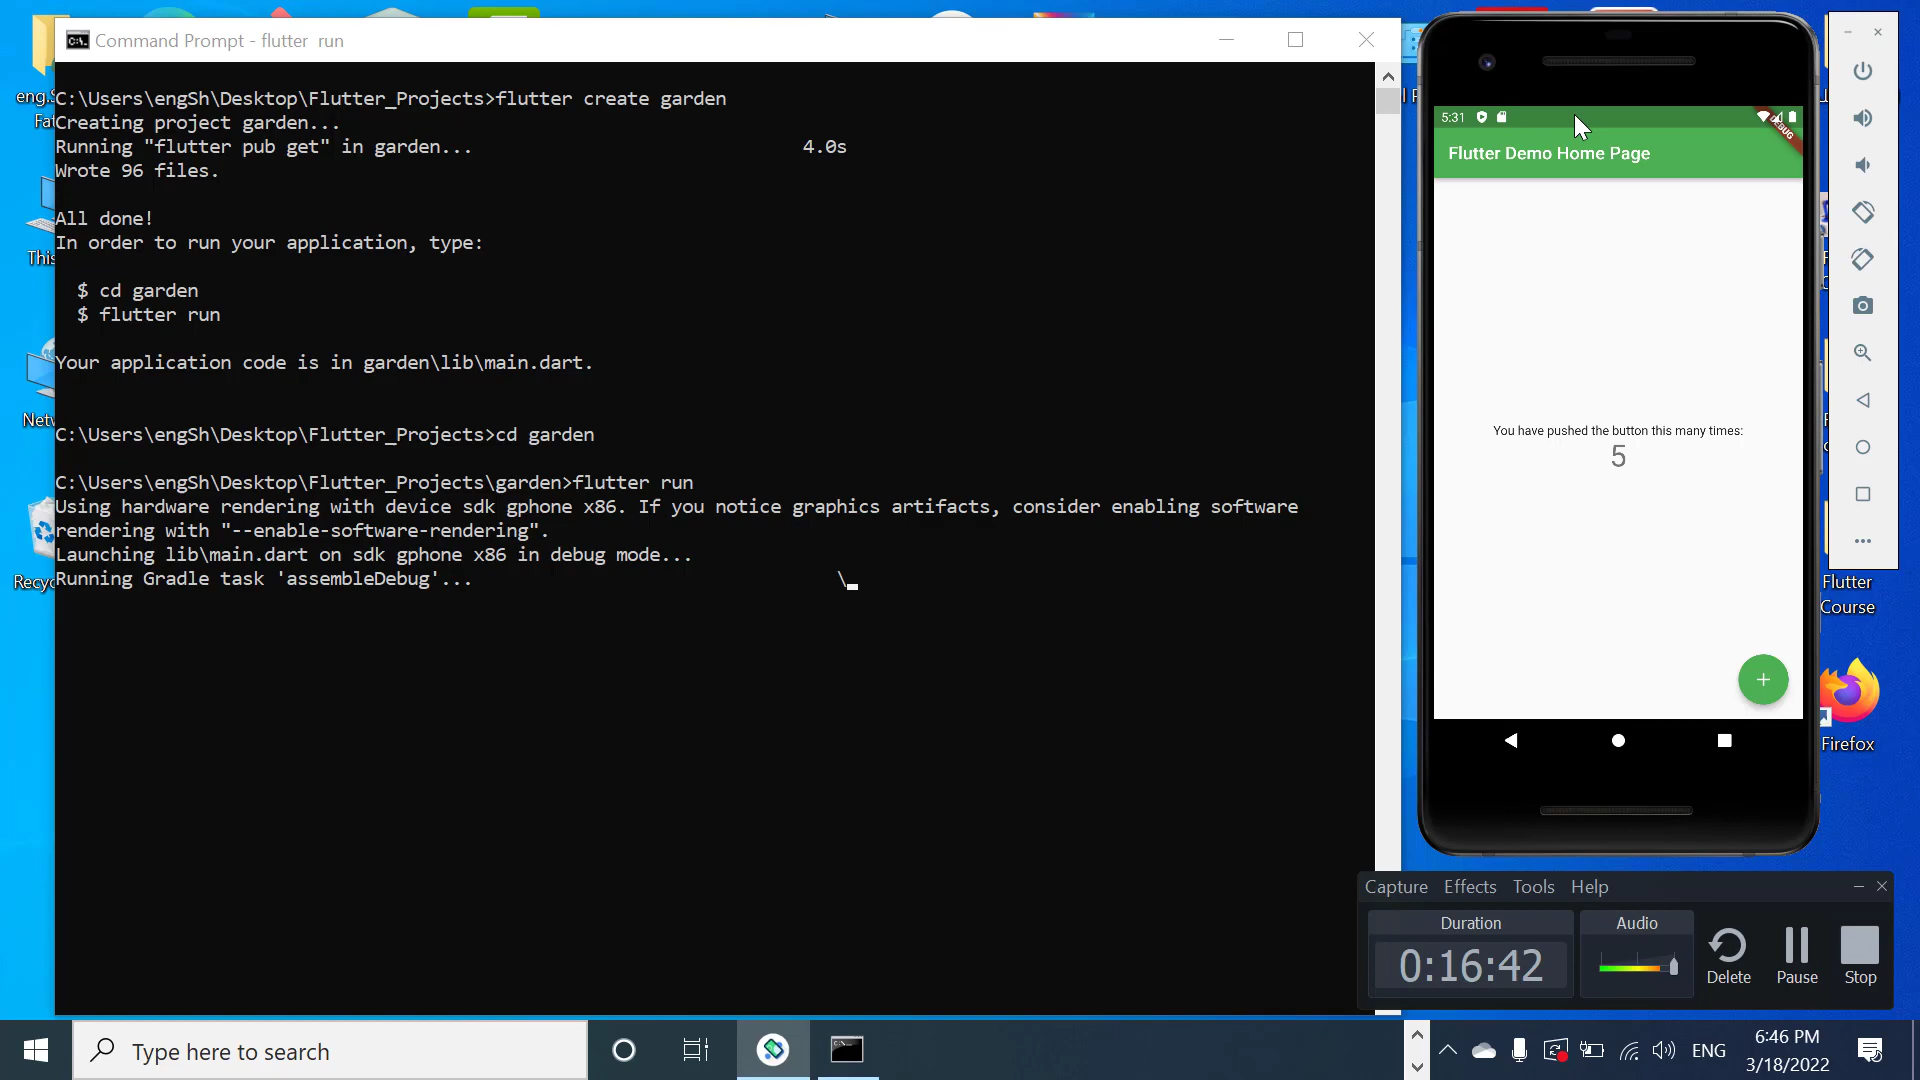 Command Prompt - flutter  run
C:\Users\engSh\Desktop\Flutter_Projects>flutter create garden
Creating project garden...
Running "flutter pub get" in garden...                              4.0s
Wrote 96 files.
All done!
In order to run your application, type:
$ cd garden
$ flutter run
Your application code is in garden\lib\main.dart.
C:\Users\engSh\Desktop\Flutter_Projects>cd garden
C:\Users\engSh\Desktop\Flutter_Projects\garden>flutter run
Using hardware rendering with device sdk gphone x86. If you notice graphics artifacts, consider enabling software
rendering with "--enable-software-rendering".
Launching lib\main.dart on sdk gphone x86 in debug mode...
Running Gradle task 'assembleDebug'...                                  \
5:31
DEBUG
Flutter Demo Home Page
You have pushed the button this many times:
5
+
Flutter
Course
Firefox
Capture Effects Tools Help
Duration
Audio
0:16:42
Delete
Pause
Stop
Type here to search
ENG
6:46 PM
3/18/2022